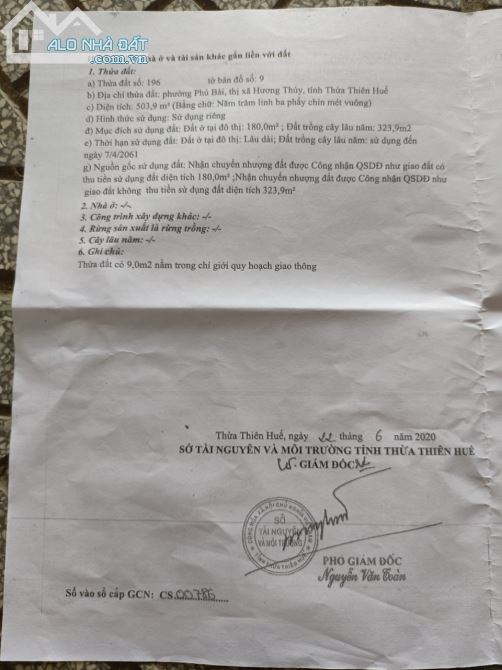 ALO NHÀ ĐẤT
.com.vn
nhà ở và tài sản khác gắn liền với đất
1. Thửa đất:
a) Thửa đất số: 196 tờ bản đồ số: 9
b) Địa chỉ thửa đất: phường Phú Bài, thị xã Hương Thủy, tỉnh Thừa Thiên Huế
c) Diện tích: 503,9 m² (Bằng chữ: Năm trăm linh ba phẩy chín mét vuông)
d) Hình thức sử dụng: Sử dụng riêng
đ) Mục đích sử dụng đất: Đất ở tại đô thị: 180,0m² ; Đất trồng cây lâu năm: 323,9m2
e) Thời hạn sử dụng đất: Đất ở tại đô thị: Lâu dài; Đất trồng cây lâu năm: sử dụng đến
ngày 7/4/2061
g) Nguồn gốc sử dụng đất: Nhận chuyển nhượng đất được Công nhận QSDĐ như giao đất có
thu tiền sử dụng đất diện tích 180,0m² ;Nhận chuyển nhượng đất được Công nhận QSDĐ như
giao đất không thu tiền sử dụng đất diện tích 323,9m²
2. Nhà ở: -/-
3. Công trình xây dựng khác: -/-
4. Rừng sản xuất là rừng trồng: -/-
5. Cây lâu năm: -/-
6. Ghi chú:
Thửa đất có 9,0m2 nằm trong chỉ giới quy hoạch giao thông
Thừa Thiên Huế, ngày 22 tháng 6 năm 2020
SỞ TÀI NGUYÊN VÀ MÔI TRƯỜNG TỈNH THỪA THIÊN HUẾ
GIÁM ĐỐC
SỞ
TÀI NGUYÊN
VÀ MÔI TRƯỜNG
TỈNH THỪA THIÊN HUẾ
PHÓ GIÁM ĐỐC
Nguyễn Văn Toàn
Số vào sổ cấp GCN: CS 00786